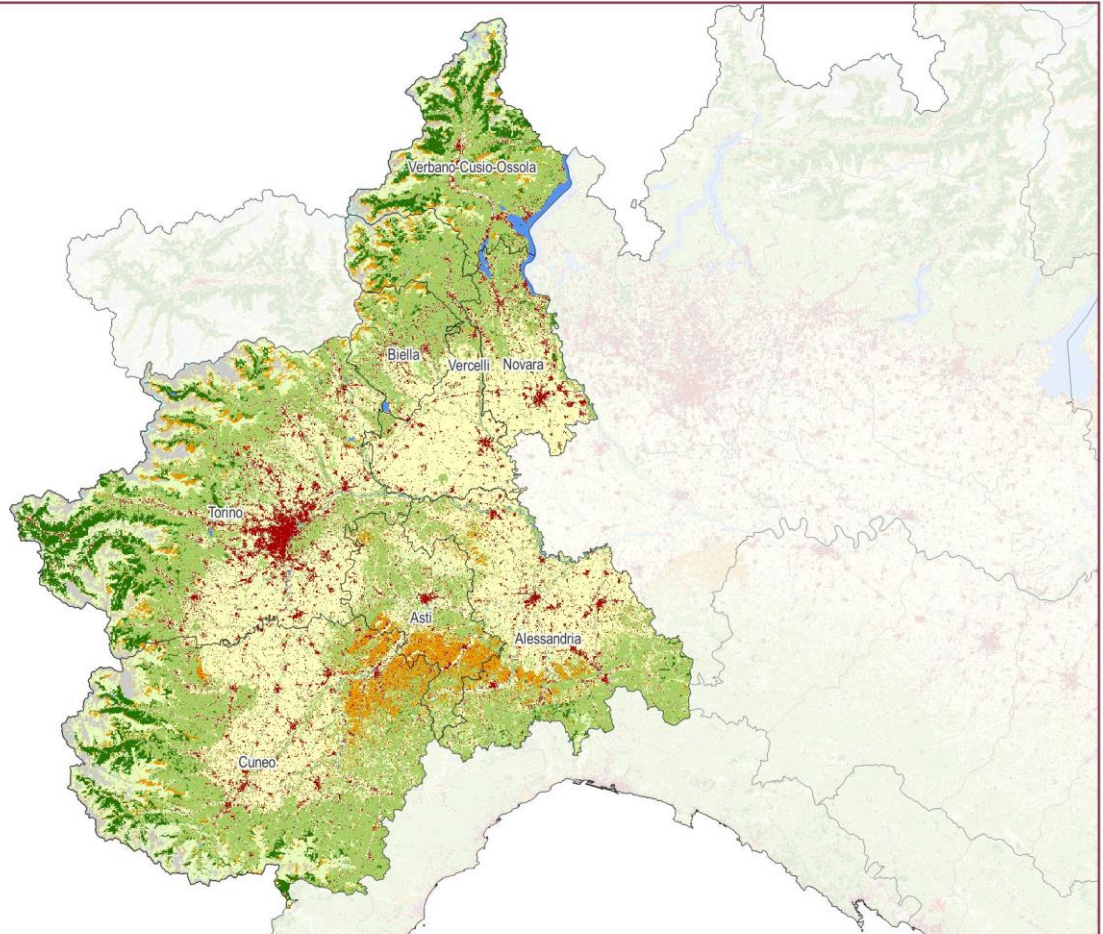 Verbano-Cusio-Ossola
Biella
Vercelli
Novara
Torino
Asti
Alessandria
Cuneo